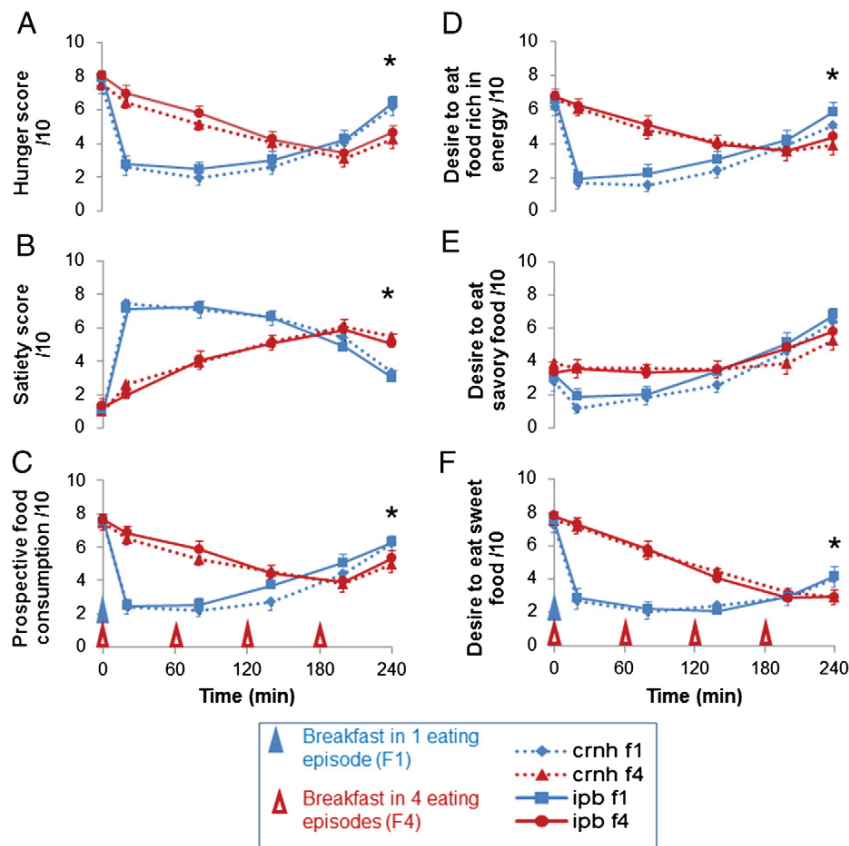 A
10
8
6
4
2
0
Hunger score
/10
*
B
10
8
6
4
2
0
Satiety score
/10
*
C
10
8
6
4
2
0
Prospective food
consumption /10
*
0
60
120
180
240
Time (min)
D
10
8
6
4
2
0
Desire to eat
food rich in
energy /10
*
E
10
8
6
4
2
0
Desire to eat
savory food /10
F
10
8
6
4
2
0
Desire to eat sweet
food /10
*
0
60
120
180
240
Time (min)
Breakfast in 1 eating
episode (F1)
Breakfast in 4 eating
episodes (F4)
crnh f1
crnh f4
ipb f1
ipb f4